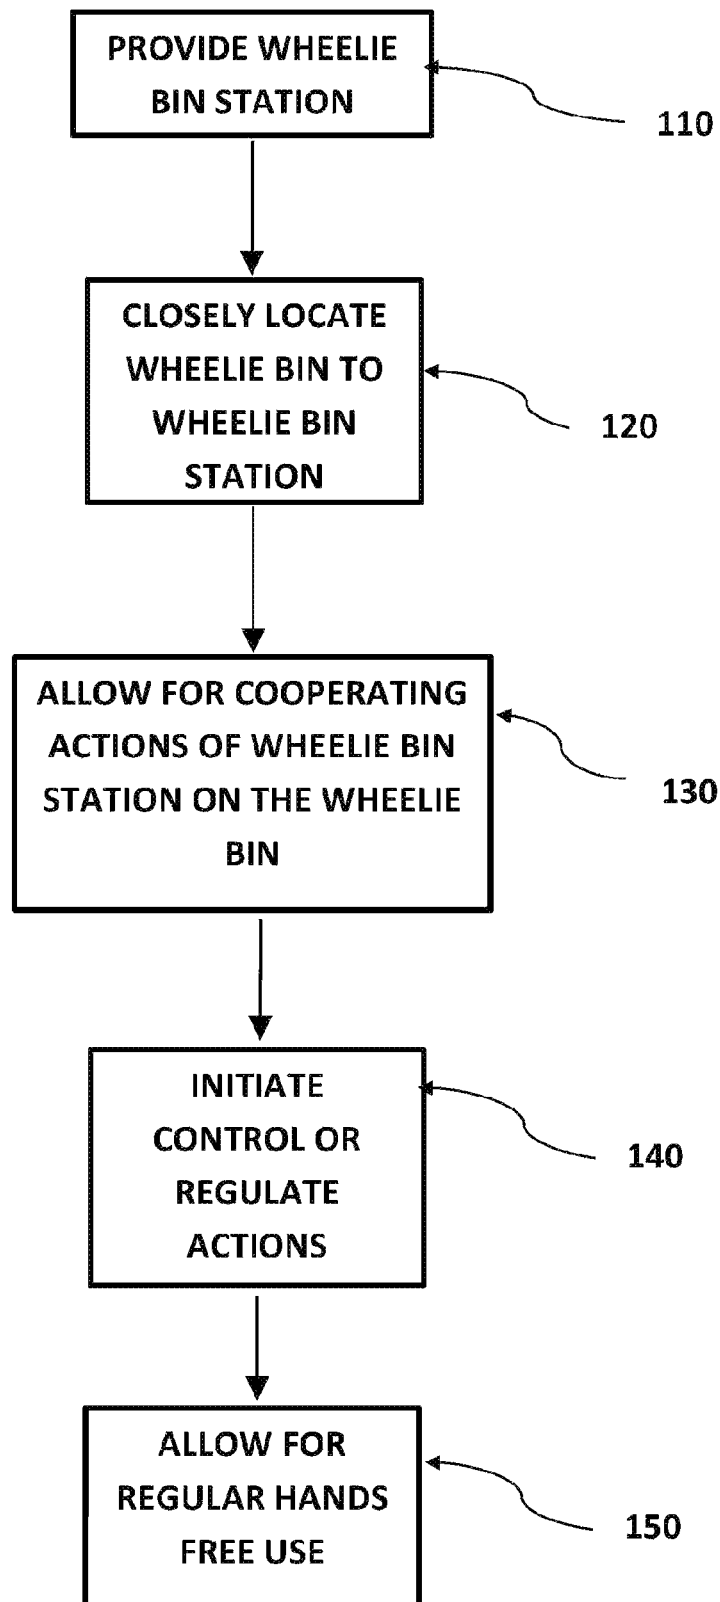 PROVIDE WHEELIE
BIN STATION
110
CLOSELY LOCATE
WHEELIE BIN TO
WHEELIE BIN
STATION
120
ALLOW FOR COOPERATING
ACTIONS OF WHEELIE BIN
STATION ON THE WHEELIE
BIN
130
INITIATE
CONTROL OR
REGULATE
ACTIONS
140
ALLOW FOR
REGULAR HANDS
FREE USE
150